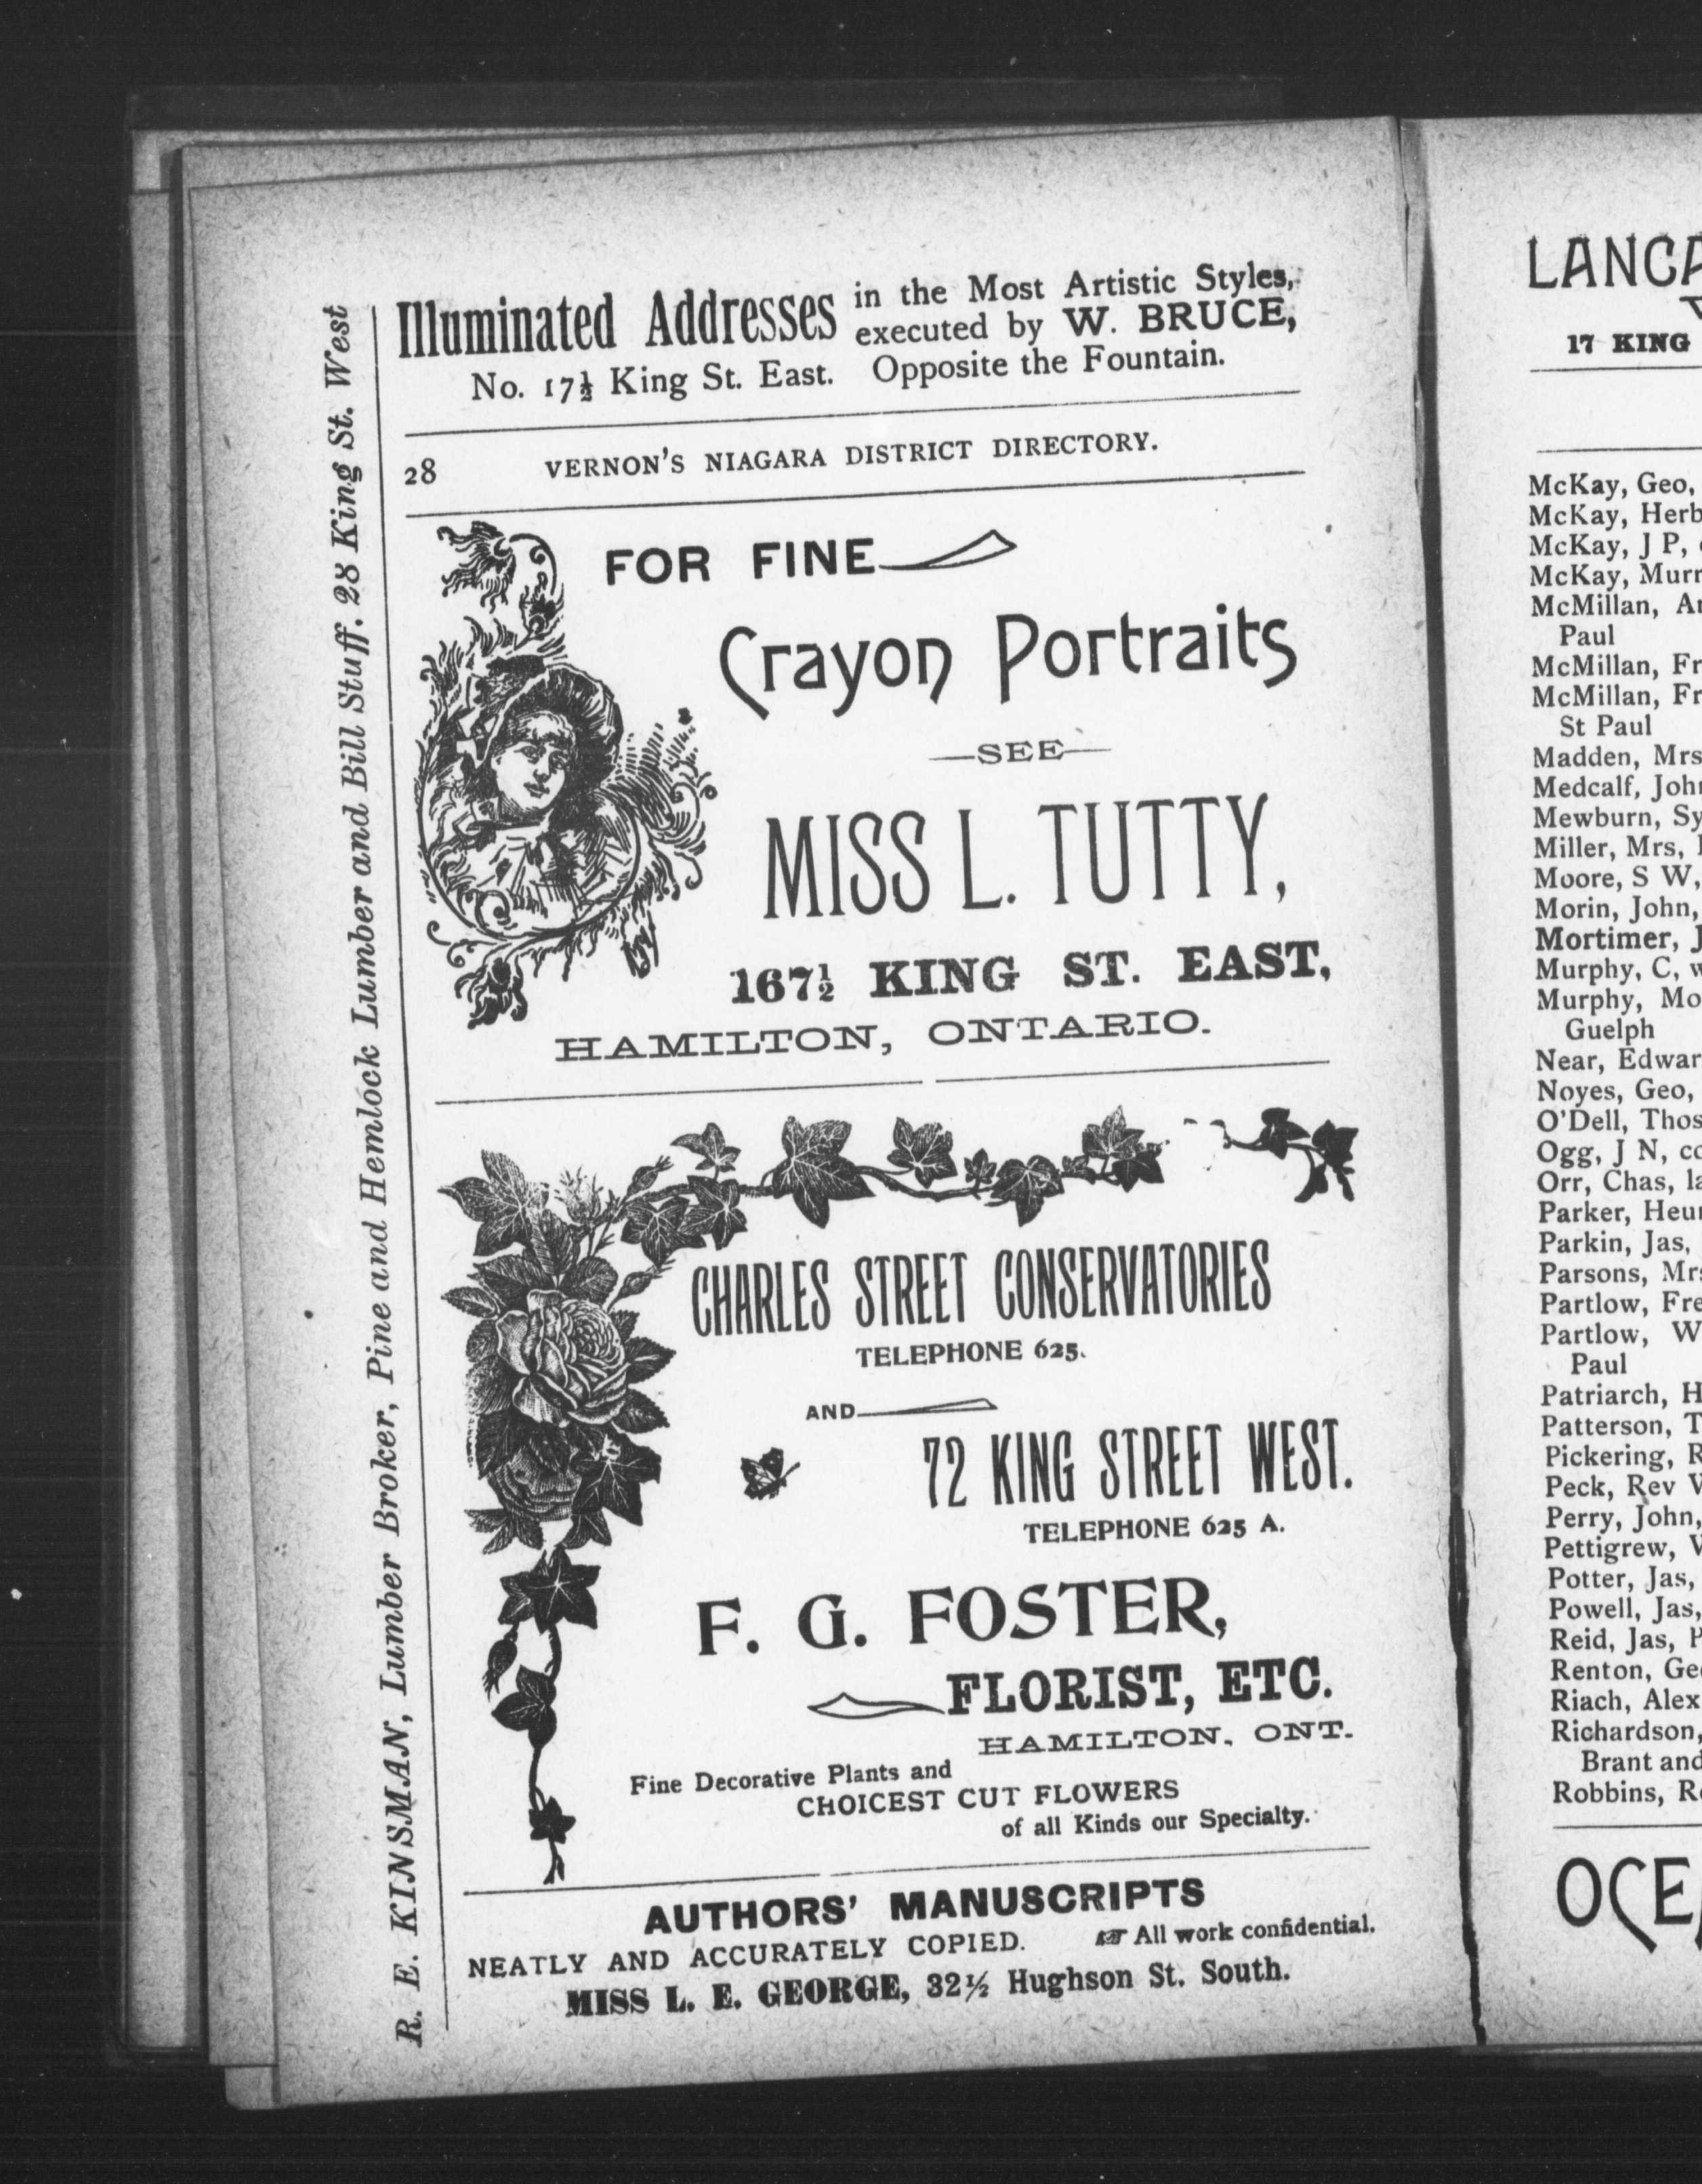 R. E. KINSMAN, Lumber Broker, Pine and Hemlock Lumber and Bill Stuff. 28 King St. West
Illuminated Addresses in the Most Artistic Styles,
executed by W. BRUCE,
No. 17½ King St. East. Opposite the Fountain.
28 VERNON'S NIAGARA DISTRICT DIRECTORY.
FOR FINE
Crayon Portraits
—SEE—
MISS L. TUTTY,
167½ KING ST. EAST,
HAMILTON, ONTARIO.
CHARLES STREET CONSERVATORIES
TELEPHONE 625.
AND
72 KING STREET WEST.
TELEPHONE 625 A.
F. G. FOSTER,
FLORIST, ETC.
HAMILTON, ONT.
Fine Decorative Plants and
CHOICEST CUT FLOWERS
of all Kinds our Specialty.
AUTHORS' MANUSCRIPTS
NEATLY AND ACCURATELY COPIED. ☞ All work confidential.
MISS L. E. GEORGE, 32½ Hughson St. South.
17 KING
McKay, Geo,
McKay, Herb
McKay, J P,
McKay, Murr
McMillan,
Paul
McMillan, Fr
McMillan, Fr
St Paul
Madden, Mrs
Medcalf, John
Mewburn, Sy
Miller, Mrs,
Moore, S W,
Morin, John,
Mortimer, J
Murphy, C, w
Murphy, Mo
Guelph
Near, Edwar
Noyes, Geo,
O'Dell, Thos
Ogg, J N, co
Orr, Chas, la
Parker, Heur
Parkin, Jas,
Parsons, Mrs
Partlow, Fre
Partlow, W
Paul
Patriarch, H
Patterson, T
Pickering, R
Peck, Rev
Perry, John,
Pettigrew,
Potter, Jas,
Powell, Jas,
Reid, Jas,
Renton, Geo
Riach, Alex
Richardson,
Brant and
Robbins, Ro